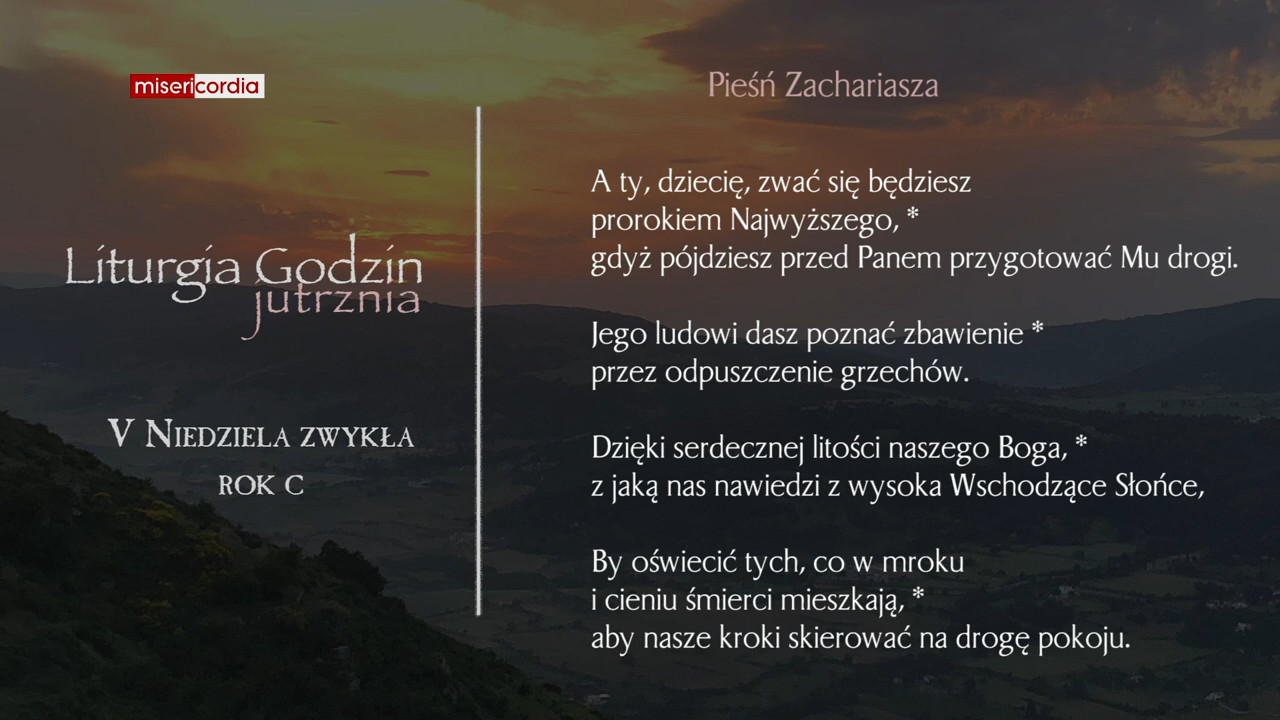 misericordia
Liturgia Godzin
jutrznia
V Niedziela zwykła
rok C
Pieśń Zachariasza
A ty, dziecię, zwać się będziesz
prorokiem Najwyższego, *
gdyż pójdziesz przed Panem przygotować Mu drogi.
Jego ludowi dasz poznać zbawienie *
przez odpuszczenie grzechów.
Dzięki serdecznej litości naszego Boga, *
z jaką nas nawiedzi z wysoka Wschodzące Słońce,
By oświecić tych, co w mroku
i cieniu śmierci mieszkają, *
aby nasze kroki skierować na drogę pokoju.